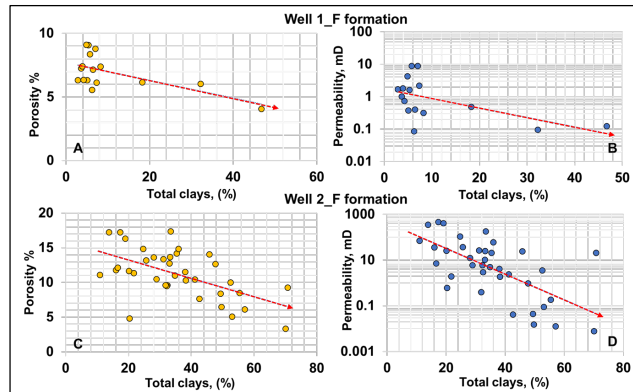 Well 1_F formation
10
5
0
Porosity %
A
0 20 40 60
Total clays, (%)
100
10
1
0.1
0.01
Permeability, mD
B
0 10 20 30 40 50
Total clays, (%)
Well 2_F formation
20
15
10
5
0
Porosity %
C
0 20 40 60 80
Total clays, (%)
1000
10
0.1
0.001
Permeability, mD
D
0 20 40 60 80
Total clays, (%)